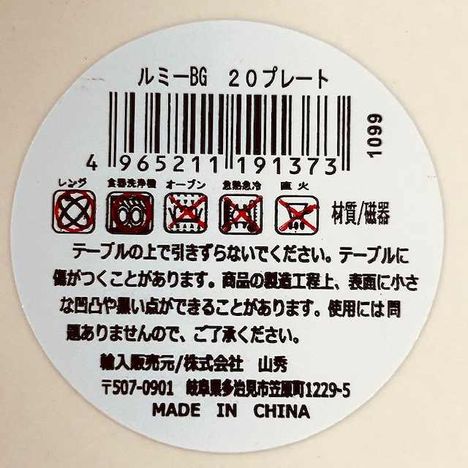 ルミーBG 20プレート
4 965211 191373
1099
レンジ 食器洗浄機 オーブン 急熱急冷 直火
材質/磁器
テーブルの上で引きずらないでください。テーブルに
傷がつくことがあります。商品の製造工程上、表面に小さ
な凹凸や黒い点ができることがあります。使用には問
題ありませんので、ご了承ください。
輸入販売元/株式会社 山秀
〒507-0901 岐阜県多治見市笠原町1229-5
MADE IN CHINA